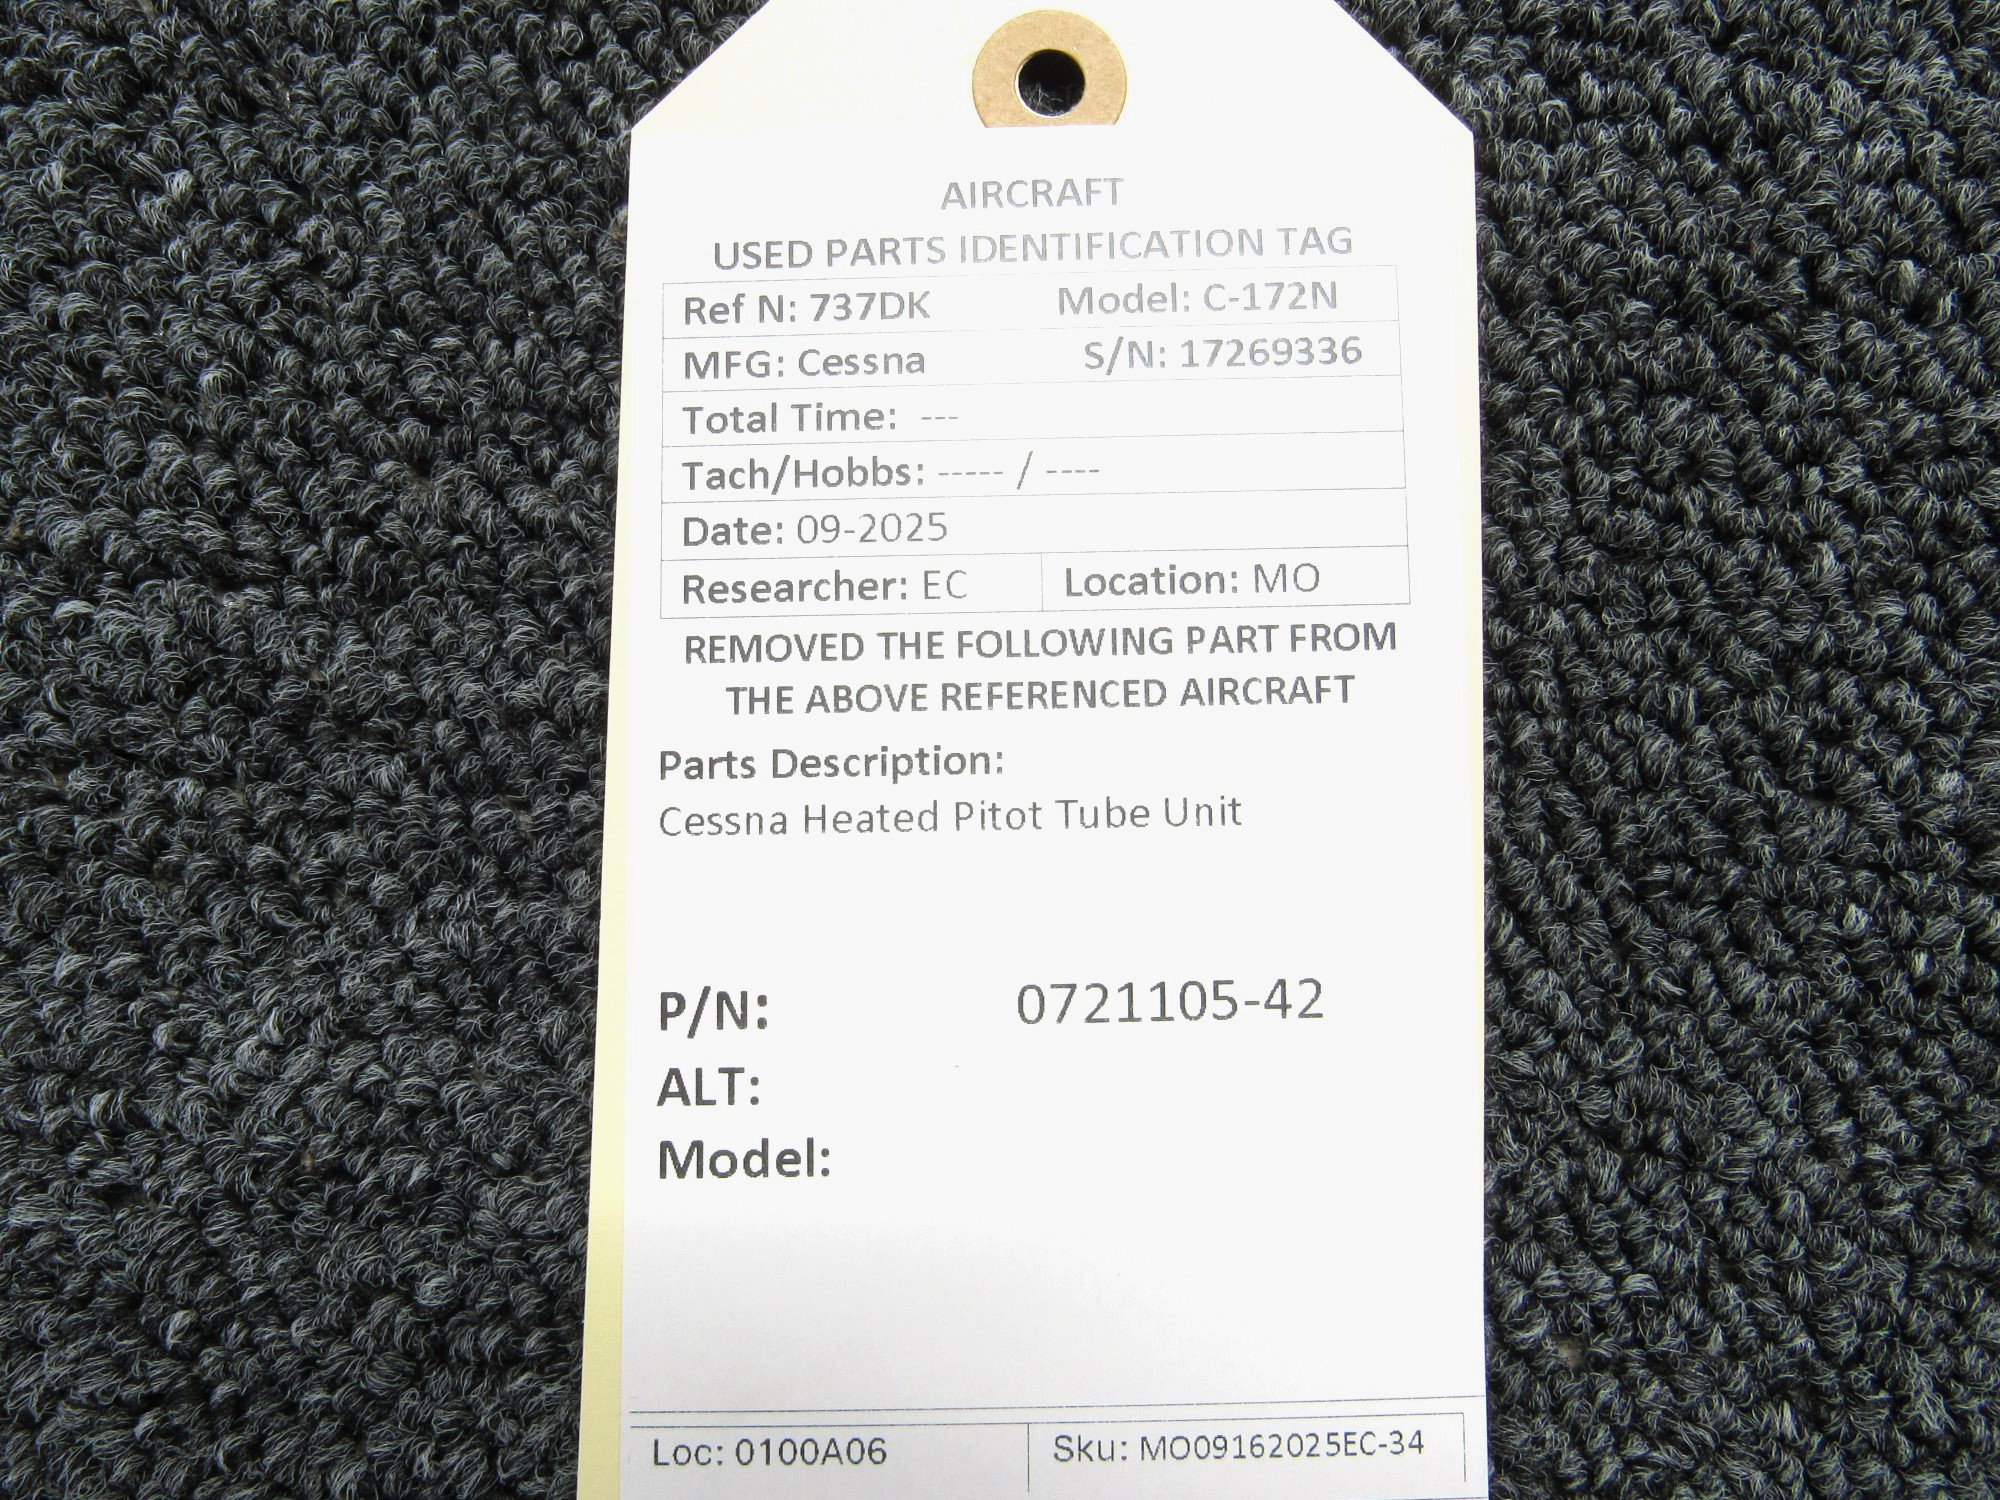 AIRCRAFT
USED PARTS IDENTIFICATION TAG
Ref N: 737DK Model: C-172N
MFG: Cessna S/N: 17269336
Total Time: ---
Tach/Hobbs: ----- / ----
Date: 09-2025
Researcher: EC Location: MO
REMOVED THE FOLLOWING PART FROM
THE ABOVE REFERENCED AIRCRAFT
Parts Description:
Cessna Heated Pitot Tube Unit
P/N: 0721105-42
ALT:
Model:
Loc: 0100A06 Sku: MO09162025EC-34